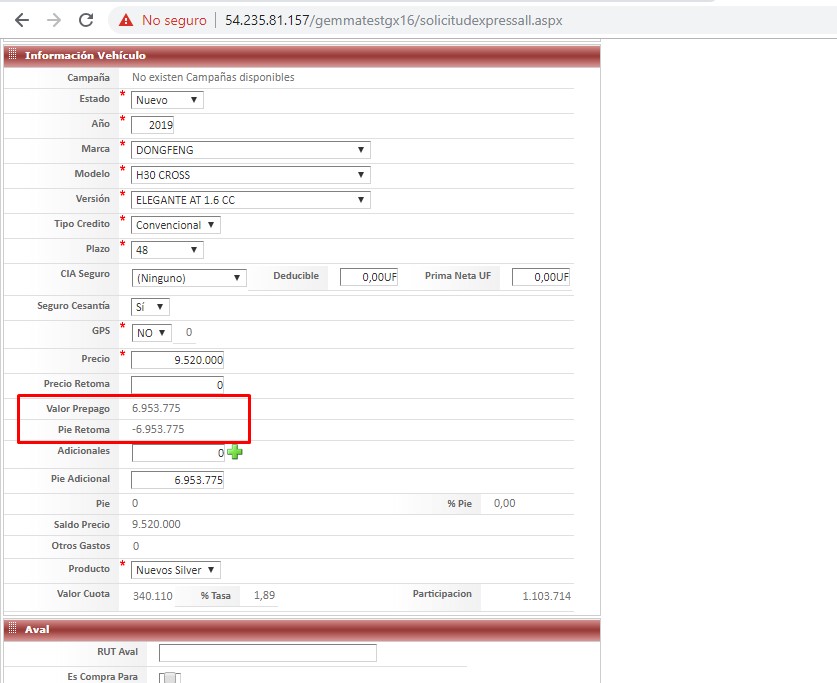 No seguro | 54.235.81.157/gemmatestgx16/solicitudexpressall.aspx
Información Vehículo
Campaña No existen Campañas disponibles
Estado * Nuevo
Año * 2019
Marca * DONGFENG
Modelo * H30 CROSS
Versión * ELEGANTE AT 1.6 CC
Tipo Credito * Convencional
Plazo * 48
CIA Seguro (Ninguno) Deducible 0,00UF Prima Neta UF 0,00UF
Seguro Cesantía Sí
GPS * NO 0
Precio * 9.520.000
Precio Retoma 0
Valor Prepago 6.953.775
Pie Retoma -6.953.775
Adicionales 0
Pie Adicional 6.953.775
Pie 0 % Pie 0,00
Saldo Precio 9.520.000
Otros Gastos 0
Producto * Nuevos Silver
Valor Cuota 340.110 % Tasa 1,89 Participacion 1.103.714
Aval
RUT Aval
Es Compra Para